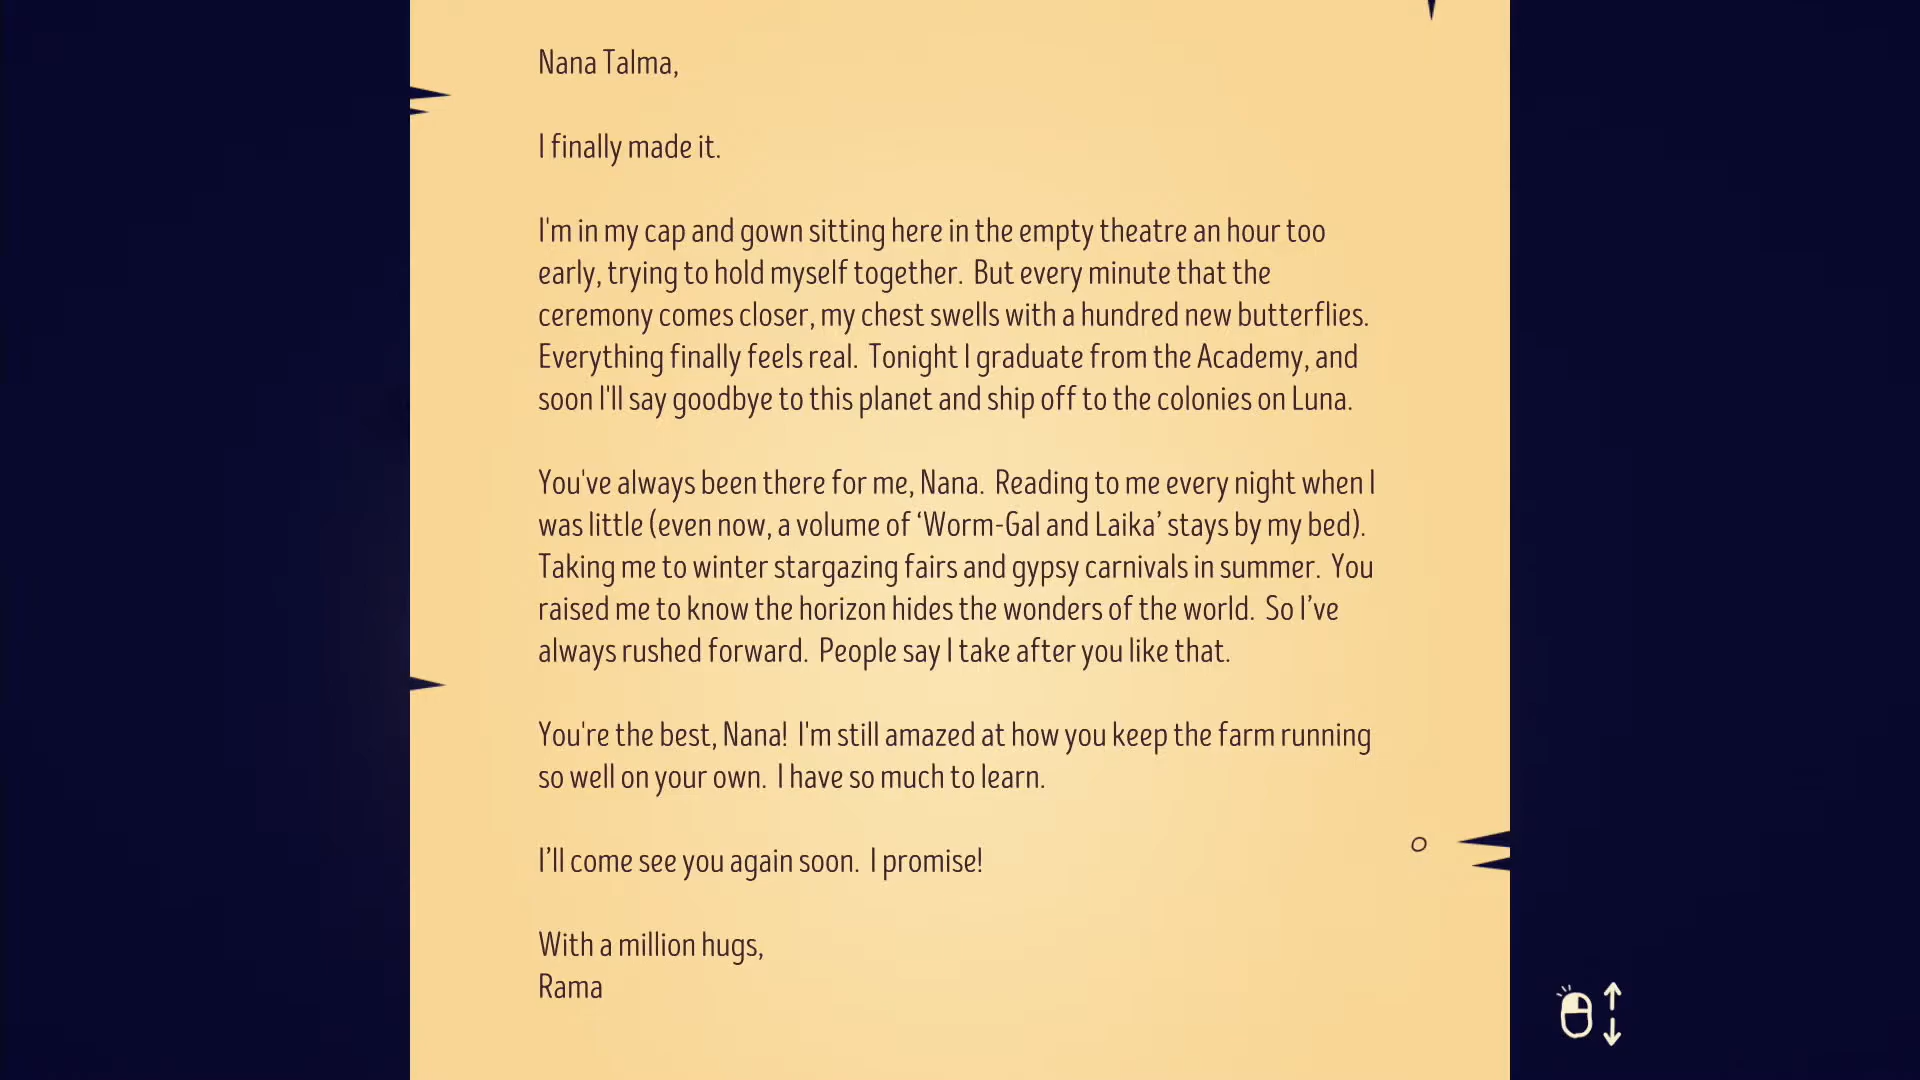 Nana Talma,
I finally made it.
I'm in my cap and gown sitting here in the empty theatre an hour too
early, trying to hold myself together.  But every minute that the
ceremony comes closer, my chest swells with a hundred new butterflies.
Everything finally feels real.  Tonight I graduate from the Academy, and
soon I'll say goodbye to this planet and ship off to the colonies on Luna.
You've always been there for me, Nana.  Reading to me every night when I
was little (even now, a volume of ‘Worm-Gal and Laika’ stays by my bed).
Taking me to winter stargazing fairs and gypsy carnivals in summer.  You
raised me to know the horizon hides the wonders of the world.  So I’ve
always rushed forward.  People say I take after you like that.
You're the best, Nana!  I'm still amazed at how you keep the farm running
so well on your own.  I have so much to learn.
I’ll come see you again soon.  I promise!
With a million hugs,
Rama